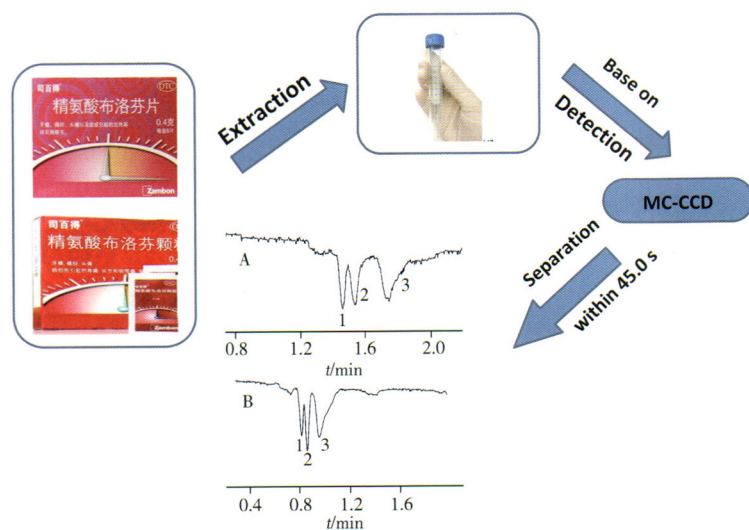 司百得
OTC
精氨酸布洛芬片
0.4克
Zambon
司百得
精氨酸布洛芬颗粒
Extraction
Base on
Detection
MC-CCD
Separation
within 45.0 s
A
1
2
3
0.8
1.2
1.6
2.0
t/min
B
1
2
3
0.4
0.8
1.2
1.6
t/min